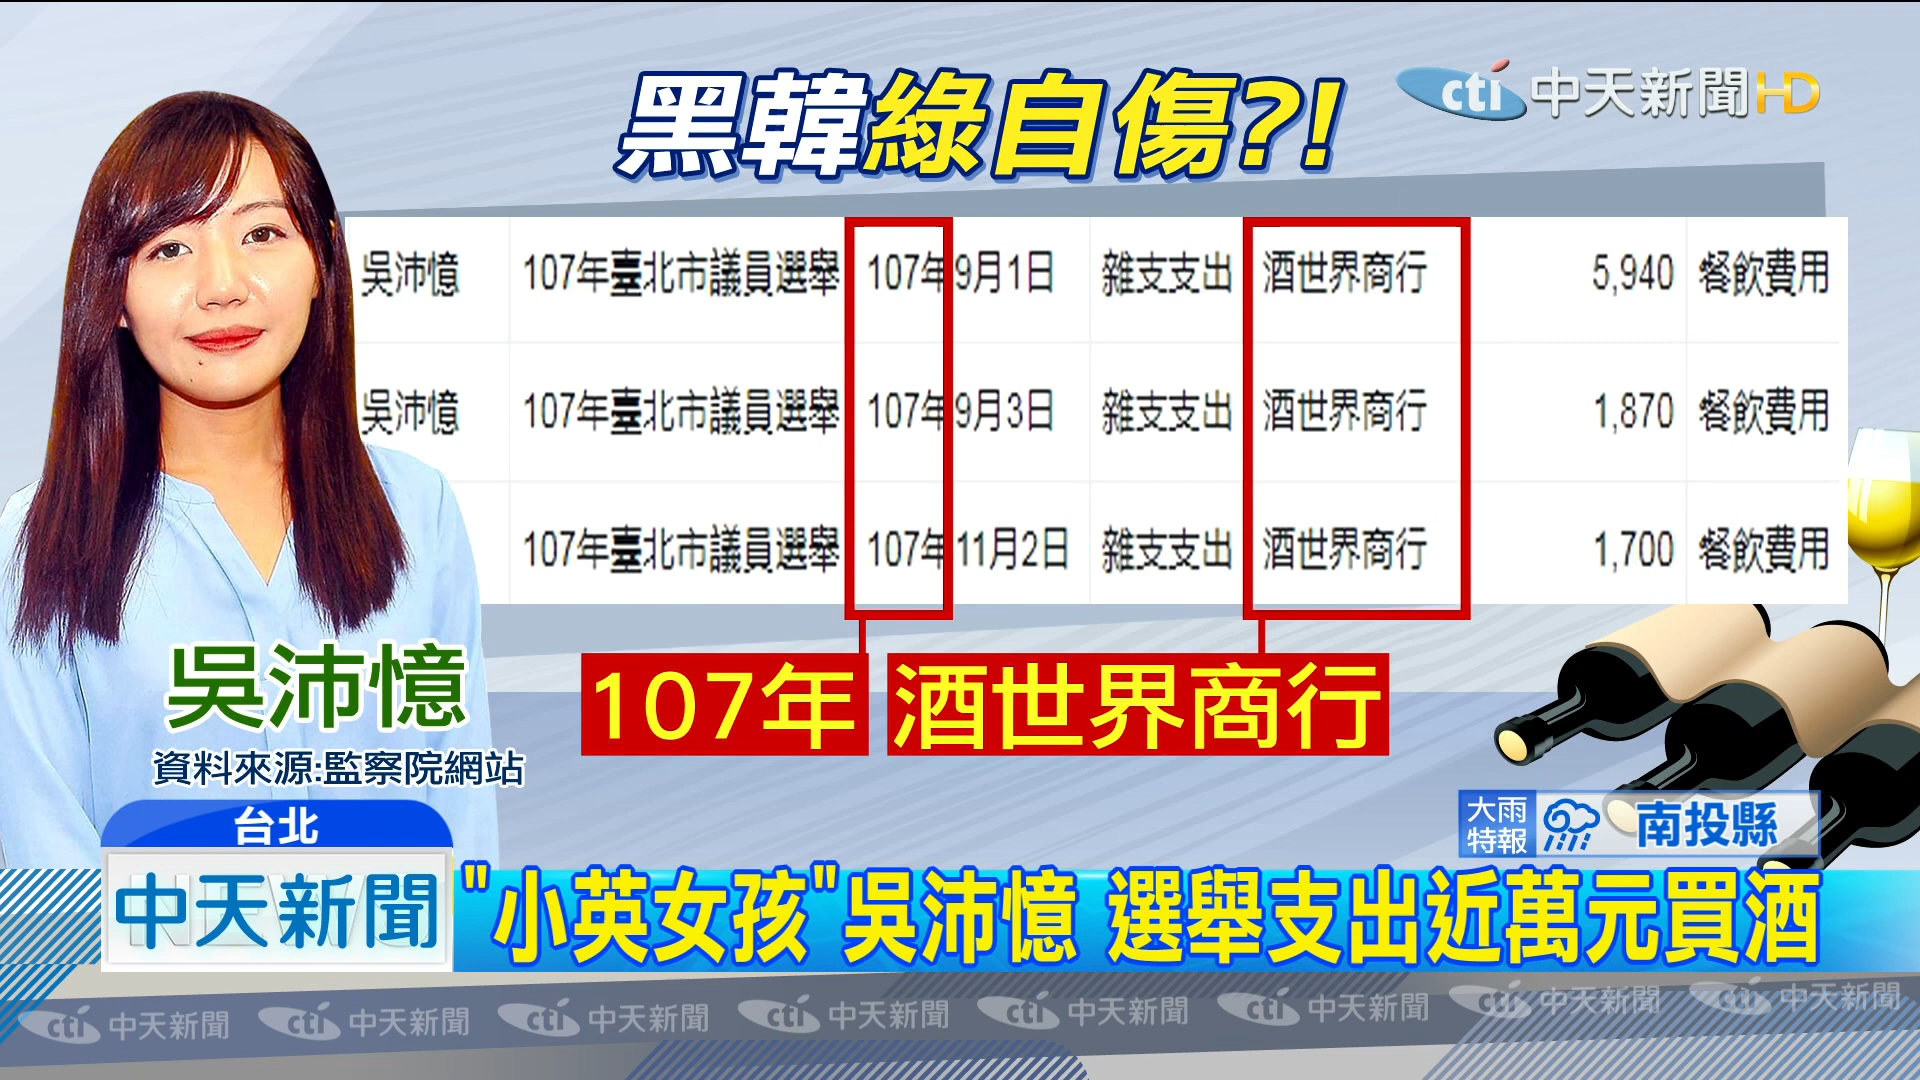 黑韓綠自傷?!
cti 中天新聞HD
吳沛憶 107年臺北市議員選舉 107年9月1日 雜支支出 酒世界商行 5,940 餐飲費用
吳沛憶 107年臺北市議員選舉 107年9月3日 雜支支出 酒世界商行 1,870 餐飲費用
107年臺北市議員選舉 107年11月2日 雜支支出 酒世界商行 1,700 餐飲費用
吳沛憶
107年 酒世界商行
資料來源:監察院網站
大雨
特報
南投縣
台北
NEWS
中天新聞
"小英女孩"吳沛憶 選舉支出近萬元買酒
cti 中天新聞 cti 中天新聞 cti 中天新聞 cti 中天新聞 cti 中天新聞 cti 中天新聞 cti 中天新聞 cti 中天新聞